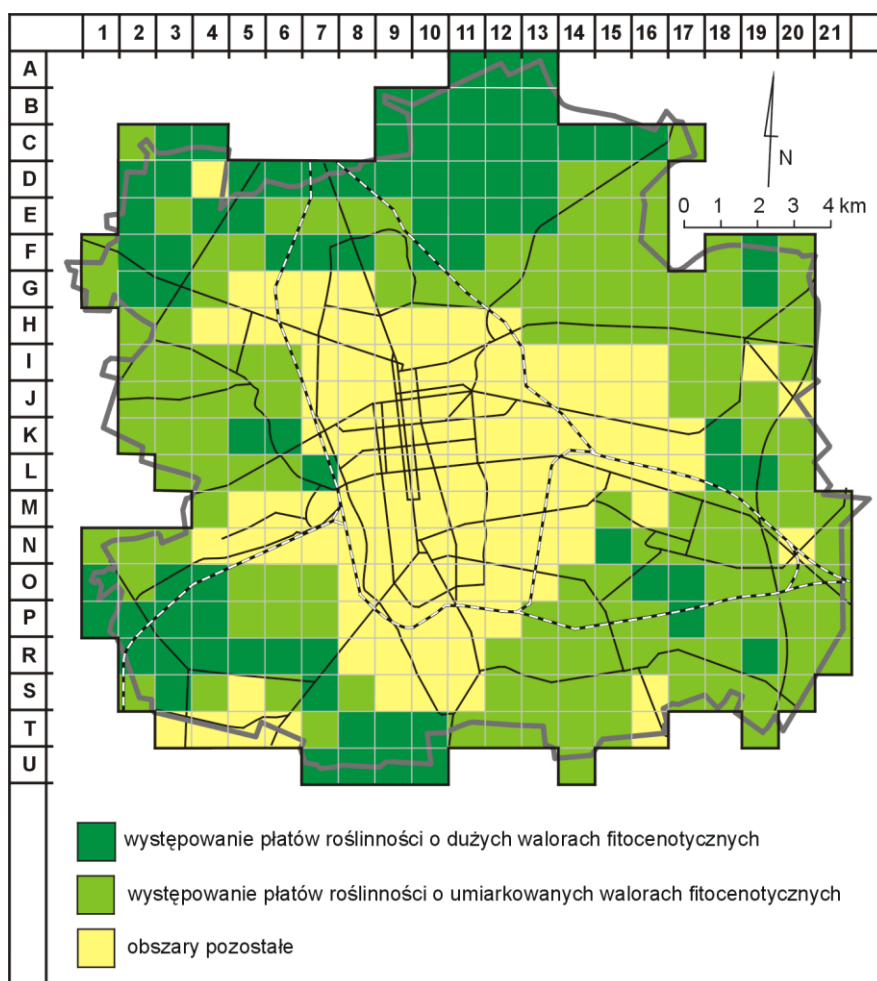 1 2 3 4 5 6 7 8 9 10 11 12 13 14 15 16 17 18 19 20 21
A
B
C
D
N
E
0 1 2 3 4 km
F
G
H
I
J
K
L
M
N
O
P
R
S
T
U
występowanie płatów roślinności o dużych walorach fitocenotycznych
występowanie płatów roślinności o umiarkowanych walorach fitocenotycznych
obszary pozostałe